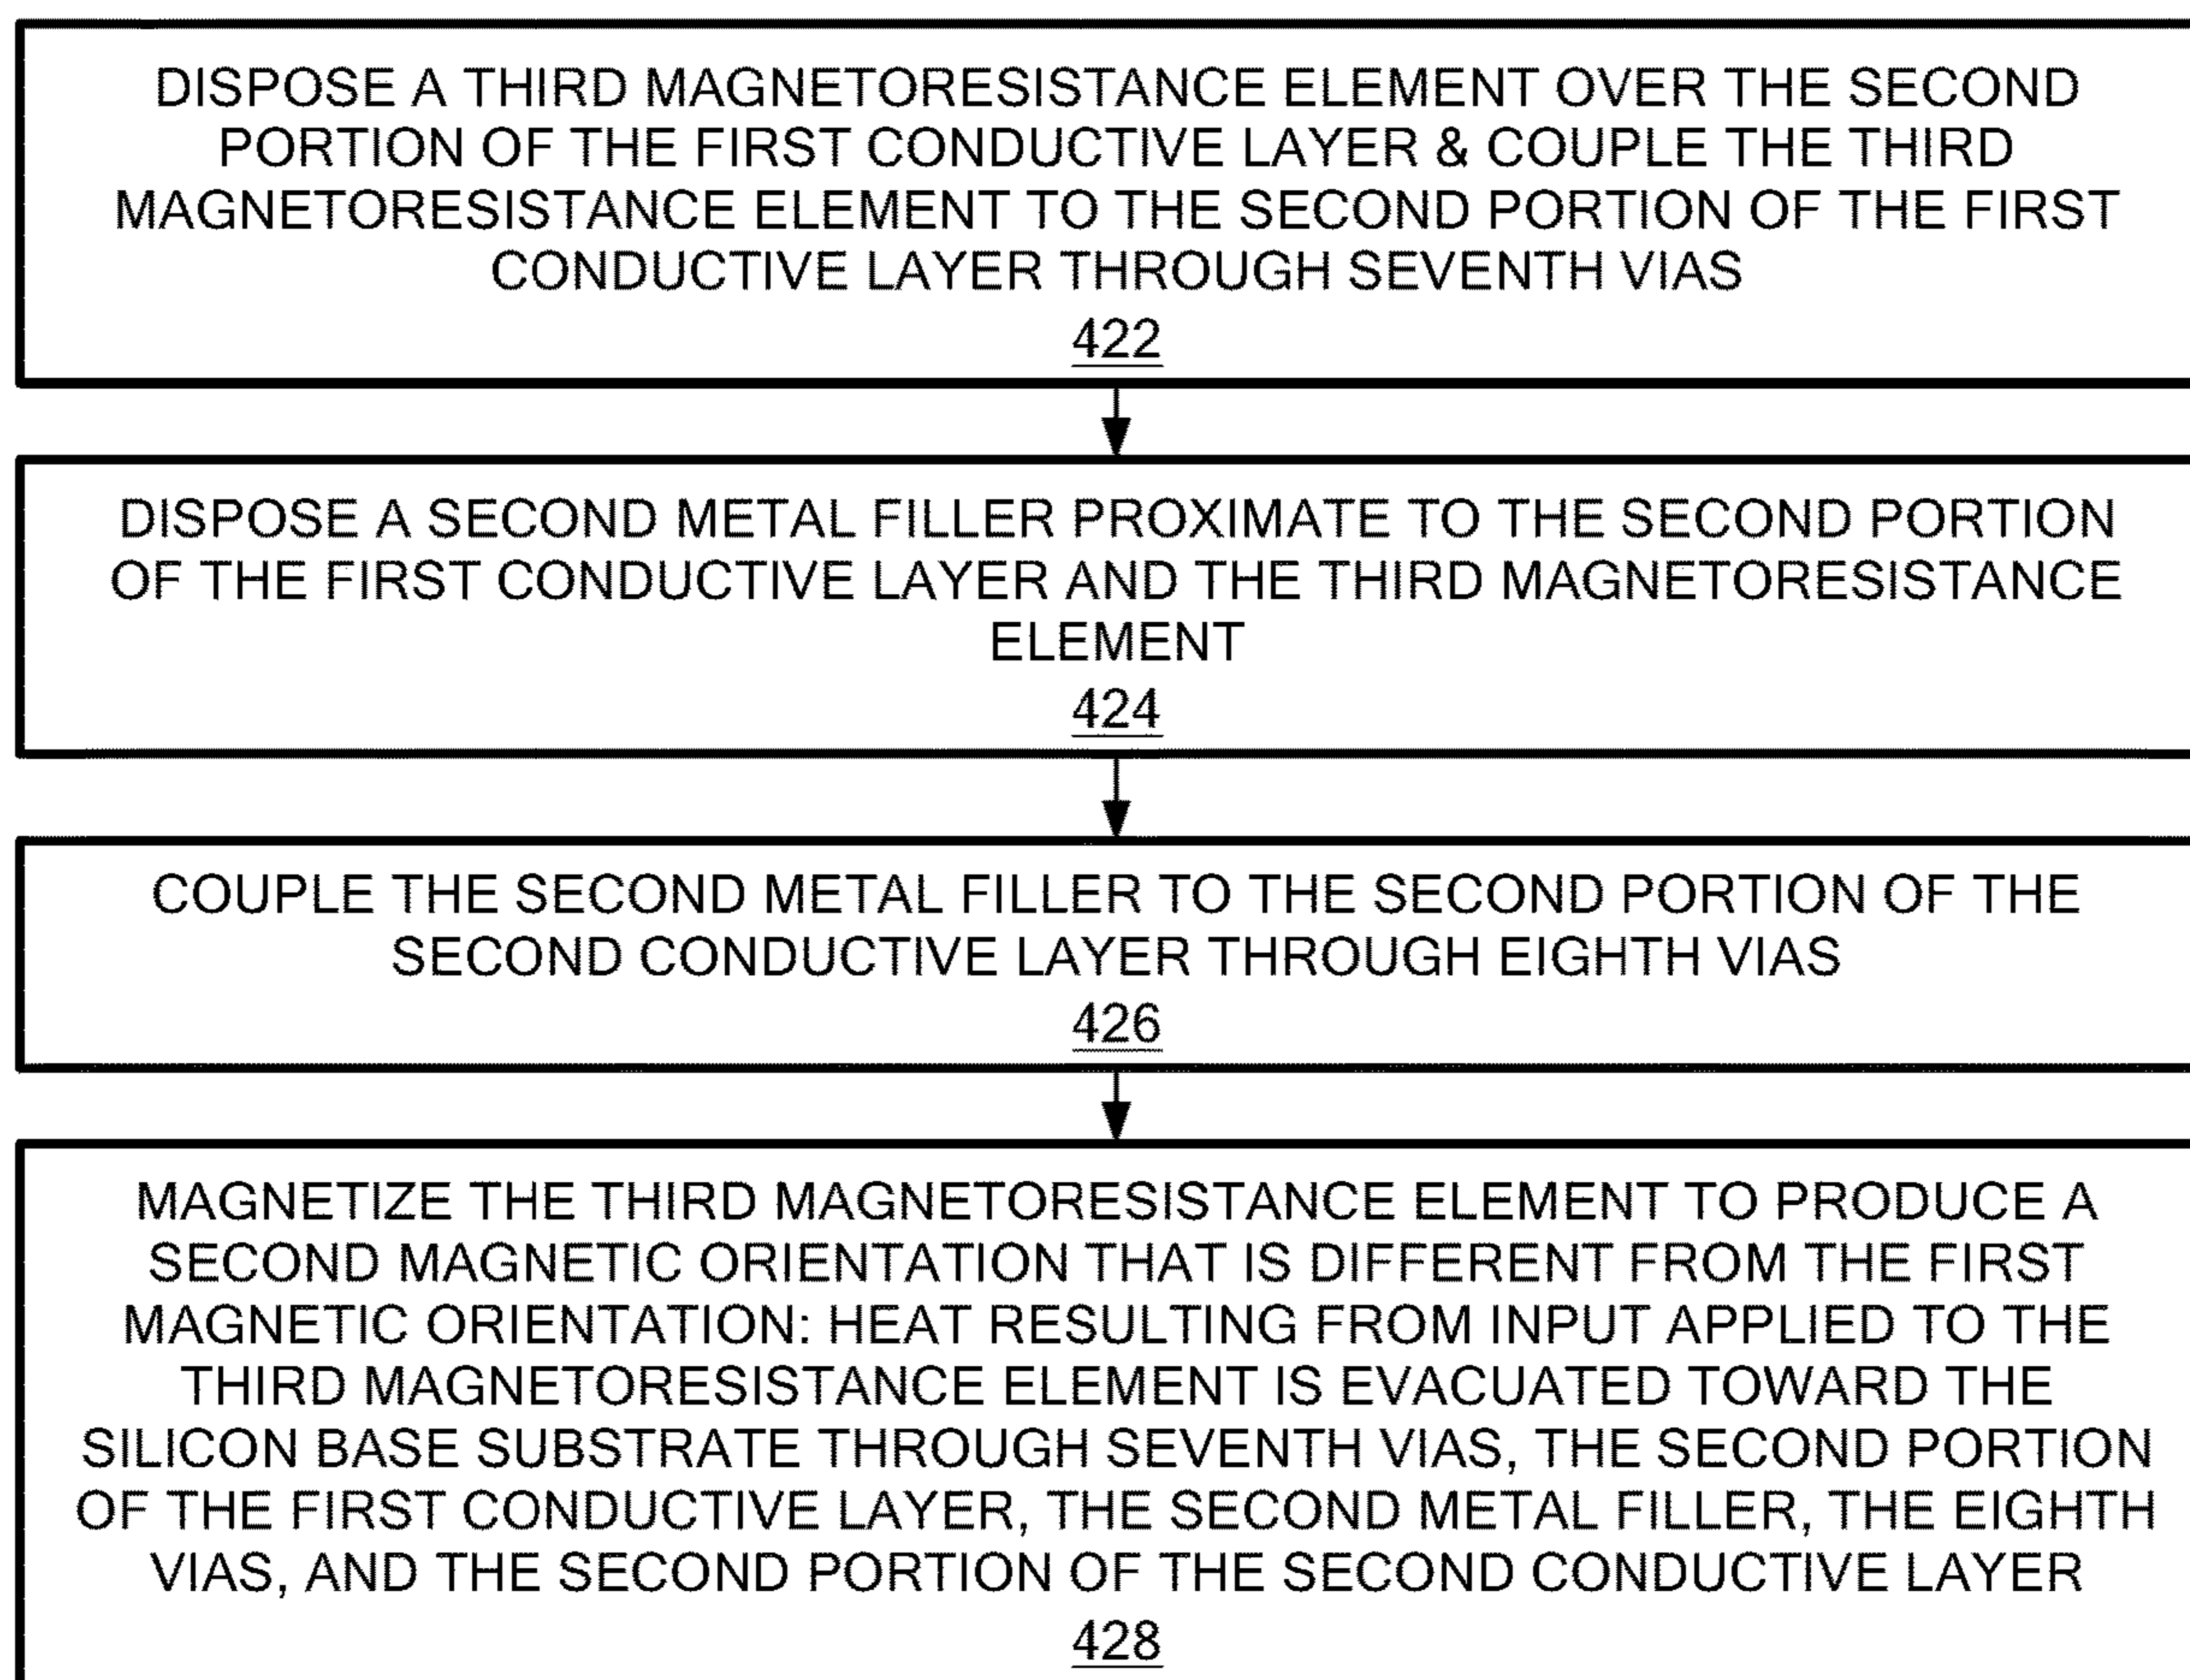 DISPOSE A THIRD MAGNETORESISTANCE ELEMENT OVER THE SECOND
PORTION OF THE FIRST CONDUCTIVE LAYER & COUPLE THE THIRD
MAGNETORESISTANCE ELEMENT TO THE SECOND PORTION OF THE FIRST
CONDUCTIVE LAYER THROUGH SEVENTH VIAS
422
DISPOSE A SECOND METAL FILLER PROXIMATE TO THE SECOND PORTION
OF THE FIRST CONDUCTIVE LAYER AND THE THIRD MAGNETORESISTANCE
ELEMENT
424
COUPLE THE SECOND METAL FILLER TO THE SECOND PORTION OF THE
SECOND CONDUCTIVE LAYER THROUGH EIGHTH VIAS
426
MAGNETIZE THE THIRD MAGNETORESISTANCE ELEMENT TO PRODUCE A
SECOND MAGNETIC ORIENTATION THAT IS DIFFERENT FROM THE FIRST
MAGNETIC ORIENTATION: HEAT RESULTING FROM INPUT APPLIED TO THE
THIRD MAGNETORESISTANCE ELEMENT IS EVACUATED TOWARD THE
SILICON BASE SUBSTRATE THROUGH SEVENTH VIAS, THE SECOND PORTION
OF THE FIRST CONDUCTIVE LAYER, THE SECOND METAL FILLER, THE EIGHTH
VIAS, AND THE SECOND PORTION OF THE SECOND CONDUCTIVE LAYER
428